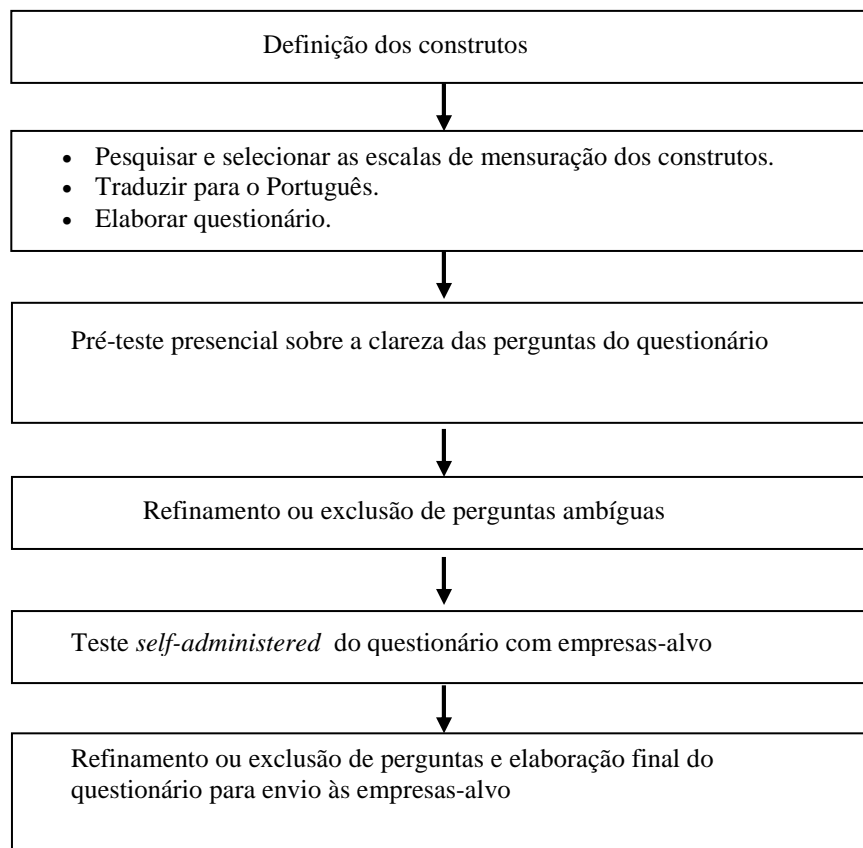 Definição dos construtos
• Pesquisar e selecionar as escalas de mensuração dos construtos.
• Traduzir para o Português.
• Elaborar questionário.
Pré-teste presencial sobre a clareza das perguntas do questionário
Refinamento ou exclusão de perguntas ambíguas
Teste self-administered do questionário com empresas-alvo
Refinamento ou exclusão de perguntas e elaboração final do
questionário para envio às empresas-alvo